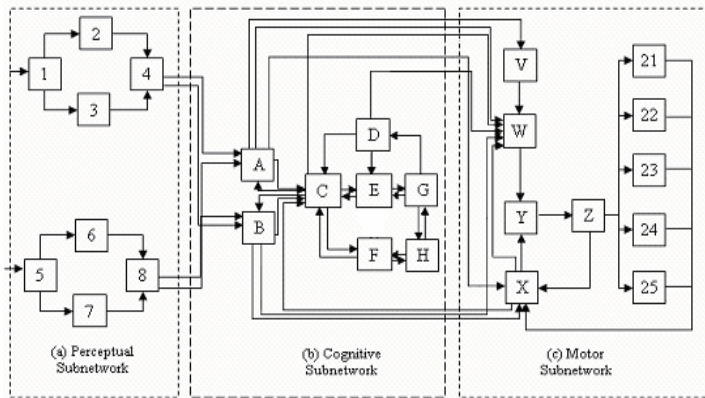 1
2
3
4
5
6
7
8
(a) Perceptual
Subnetwork
A
B
C
D
E
F
G
H
(b) Cognitive
Subnetwork
V
W
Y
Z
X
21
22
23
24
25
(c) Motor
Subnetwork